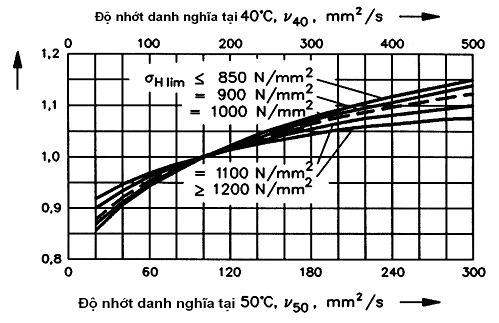 Độ nhớt danh nghĩa tại 40°C, ν40, mm²/s
0 100 200 300 400 500
1,2
σH lim ≤ 850 N/mm²
= 900 N/mm²
= 1000 N/mm²
1,1
1,0
= 1100 N/mm²
≥ 1200 N/mm²
0,9
0,8
0 60 120 180 240 300
Độ nhớt danh nghĩa tại 50°C, ν50, mm²/s